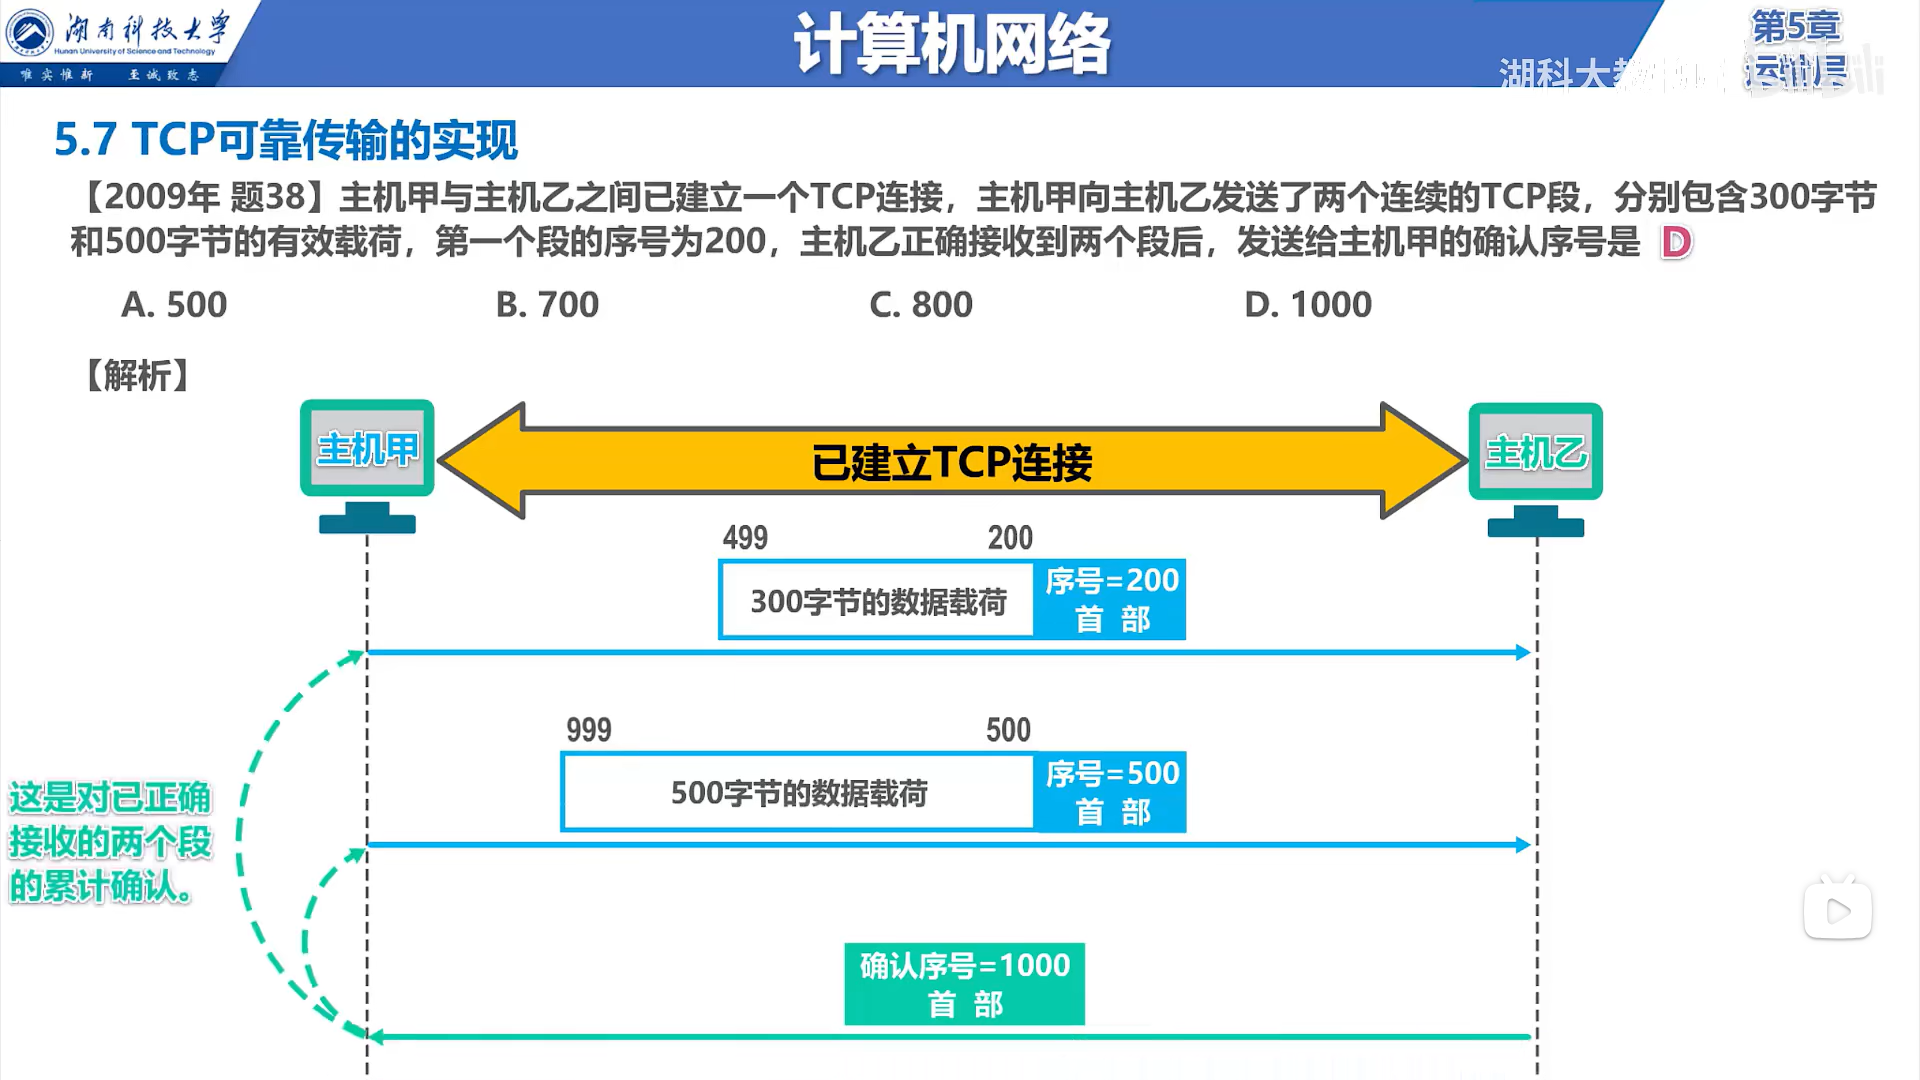 湖南科技大学
Hunan University of Science and Technology
唯实惟新 至诚致志
计算机网络
第5章
运输层
湖科大教
5.7 TCP可靠传输的实现
【2009年 题38】主机甲与主机乙之间已建立一个TCP连接，主机甲向主机乙发送了两个连续的TCP段，分别包含300字节
和500字节的有效载荷，第一个段的序号为200，主机乙正确接收到两个段后，发送给主机甲的确认序号是 D
A. 500 B. 700 C. 800 D. 1000
【解析】
主机甲
已建立TCP连接
主机乙
499 200
300字节的数据载荷
序号=200
首 部
999 500
500字节的数据载荷
序号=500
首 部
这是对已正确
接收的两个段
的累计确认。
确认序号=1000
首 部